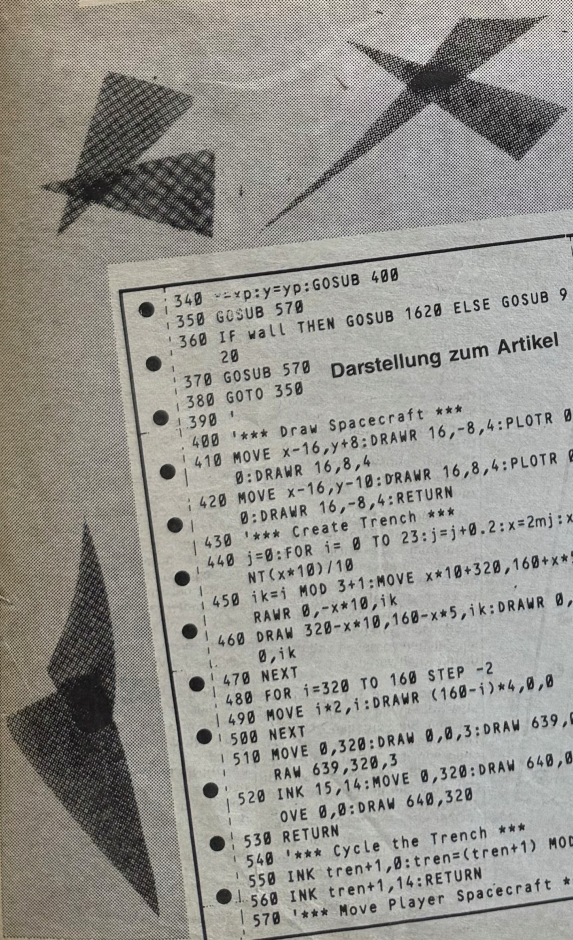 340 x=xp:y=yp:GOSUB 400
350 GOSUB 570
360 IF wall THEN GOSUB 1620 ELSE GOSUB 9
20
370 GOSUB 570
Darstellung zum Artikel
380 GOTO 350
390 '
400 '*** Draw Spacecraft ***
410 MOVE x-16,y+8:DRAWR 16,-8,4:PLOTR 0
0:DRAWR 16,8,4
420 MOVE x-16,y-10:DRAWR 16,8,4:PLOTR 0
0:DRAWR 16,-8,4:RETURN
430 '*** Create Trench ***
440 j=0:FOR i= 0 TO 23:j=j+0.2:x=2mj:x
NT(x*10)/10
450 ik=i MOD 3+1:MOVE x*10+320,160+x*
RAWR 0,-x*10,ik
460 DRAW 320-x*10,160-x*5,ik:DRAWR 0,
0,ik
470 NEXT
480 FOR i=320 TO 160 STEP -2
490 MOVE i*2,i:DRAWR (160-i)*4,0,0
500 NEXT
510 MOVE 0,320:DRAW 0,0,3:DRAW 639,0
RAW 639,320,3
520 INK 15,14:MOVE 0,320:DRAW 640,0
OVE 0,0:DRAW 640,320
530 RETURN
540 '*** Cycle the Trench ***
550 INK tren+1,0:tren=(tren+1) MOD
560 INK tren+1,14:RETURN
570 '*** Move Player Spacecraft *